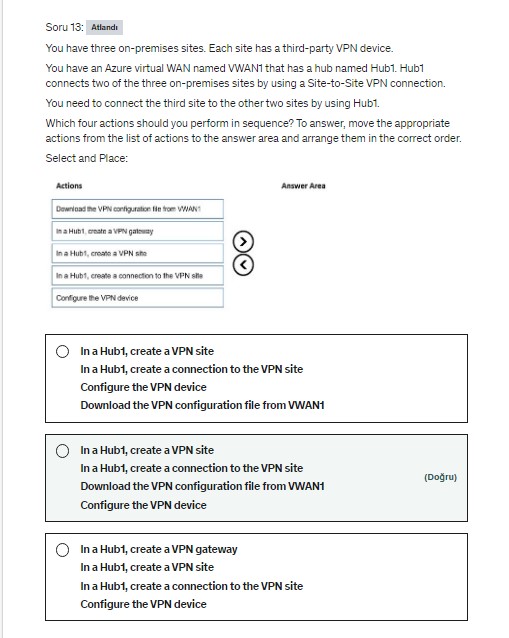 Soru 13: Atlandı
You have three on-premises sites. Each site has a third-party VPN device.
You have an Azure virtual WAN named VWAN1 that has a hub named Hub1. Hub1
connects two of the three on-premises sites by using a Site-to-Site VPN connection.
You need to connect the third site to the other two sites by using Hub1.
Which four actions should you perform in sequence? To answer, move the appropriate
actions from the list of actions to the answer area and arrange them in the correct order.
Select and Place:
Actions
Answer Area
Download the VPN configuration file from VWAN1
In a Hub1, create a VPN gateway
In a Hub1, create a VPN site
In a Hub1, create a connection to the VPN site
Configure the VPN device
In a Hub1, create a VPN site
In a Hub1, create a connection to the VPN site
Configure the VPN device
Download the VPN configuration file from VWAN1
In a Hub1, create a VPN site
In a Hub1, create a connection to the VPN site
Download the VPN configuration file from VWAN1
Configure the VPN device
(Doğru)
In a Hub1, create a VPN gateway
In a Hub1, create a VPN site
In a Hub1, create a connection to the VPN site
Configure the VPN device